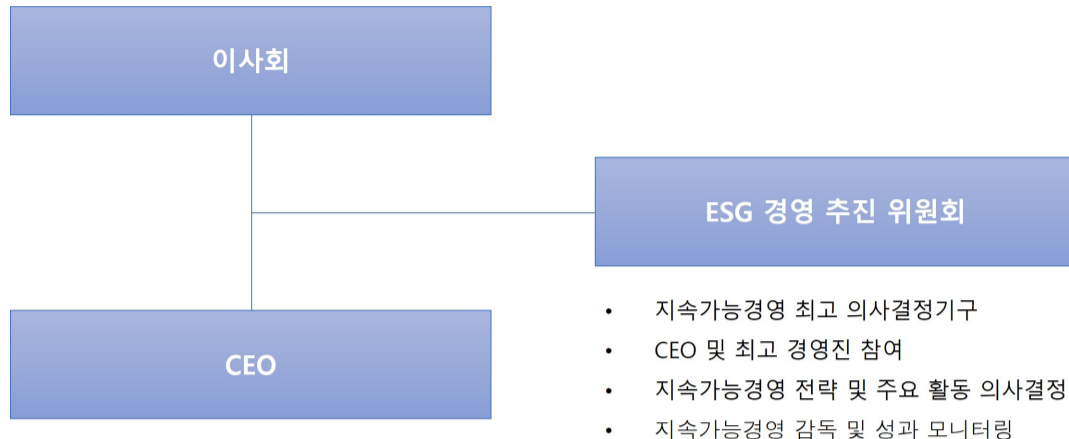 이사회
ESG 경영 추진 위원회
CEO
• 지속가능경영 최고 의사결정기구
• CEO 및 최고 경영진 참여
• 지속가능경영 전략 및 주요 활동 의사결정
• 지속가능경영 감독 및 성과 모니터링